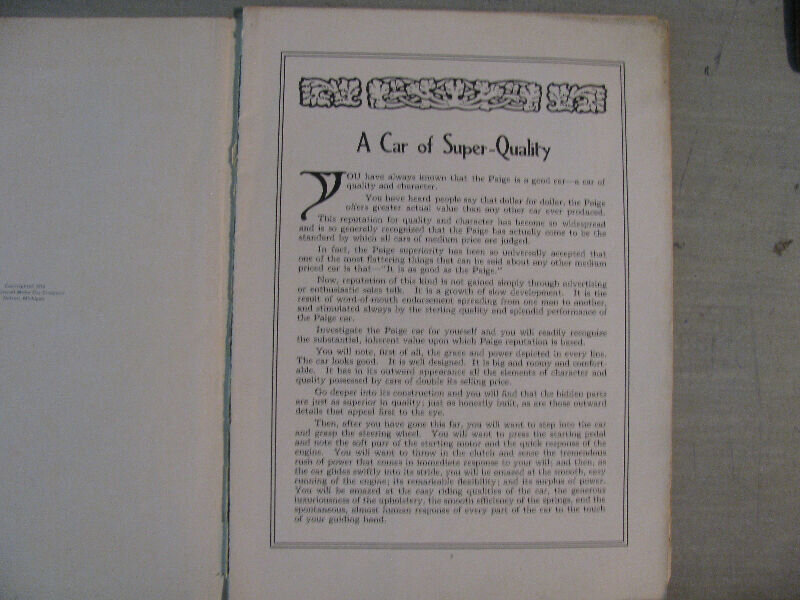 Detroit, Michigan
A Car of Super-Quality
YOU have always known that the Paige is a good car—a car of
quality and character.
You have heard people say that dollar for dollar, the Paige
offers greater actual value than any other car ever produced.
This reputation for quality and character has become so widespread
and is so generally recognized that the Paige has actually come to be the
standard by which all cars of medium price are judged.
In fact, the Paige superiority has been so universally accepted that
one of the most flattering things that can be said about any other medium
priced car is that—"It is as good as the Paige."
Now, reputation of this kind is not gained simply through advertising
or enthusiastic sales talk. It is a growth of slow development. It is the
result of word-of-mouth endorsement spreading from one man to another,
and stimulated always by the sterling quality and splendid performance of
the Paige car.
Investigate the Paige car for yourself and you will readily recognize
the substantial, inherent value upon which Paige reputation is based.
You will note, first of all, the grace and power depicted in every line.
The car looks good. It is well designed. It is big and roomy and comfort-
able. It has in its outward appearance all the elements of character and
quality possessed by cars of double its selling price.
Go deeper into its construction and you will find that the hidden parts
are just as superior in quality; just as honestly built, as are those outward
details that appeal first to the eye.
Then, after you have gone this far, you will want to step into the car
and grasp the steering wheel. You will want to press the starting pedal
and note the soft purr of the starting motor and the quick response of the
engine. You will want to throw in the clutch and sense the tremendous
rush of power that comes in immediate response to your will; and then, as
the car glides swiftly into its stride, you will be amazed at the smooth, easy
running of the engine; its remarkable flexibility; and its surplus of power.
You will be amazed at the easy riding qualities of the car, the generous
luxuriousness of the upholstery, the smooth efficiency of the springs, and the
spontaneous, almost human response of every part of the car to the touch
of your guiding hand.